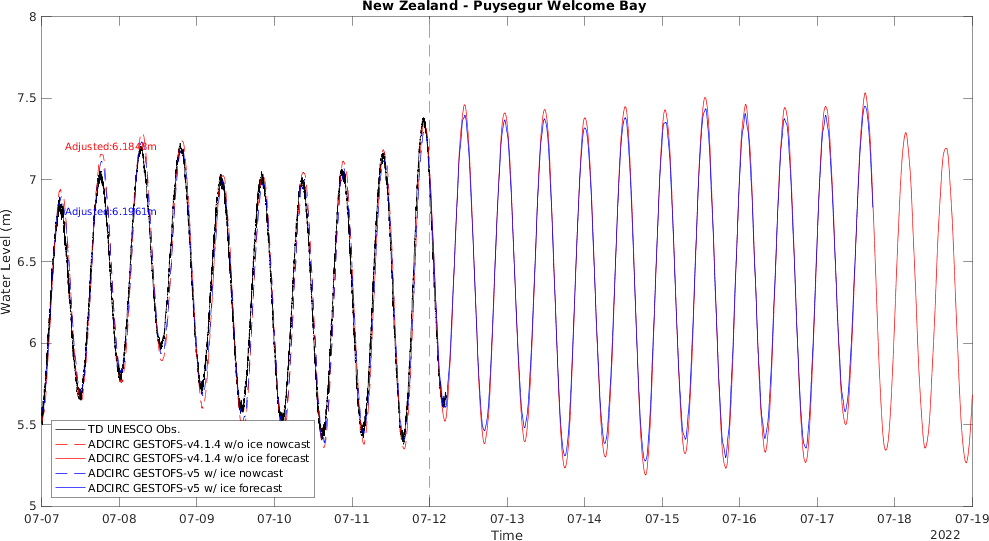 New Zealand - Puysegur Welcome Bay
8
7.5
7
6.5
6
5.5
5
Water Level (m)
Adjusted:6.1848m
Adjusted:6.1961m
TD UNESCO Obs.
ADCIRC GESTOFS-v4.1.4 w/o ice nowcast
ADCIRC GESTOFS-v4.1.4 w/o ice forecast
ADCIRC GESTOFS-v5 w/ ice nowcast
ADCIRC GESTOFS-v5 w/ ice forecast
07-07 07-08 07-09 07-10 07-11 07-12 07-13 07-14 07-15 07-16 07-17 07-18 07-19
Time
2022